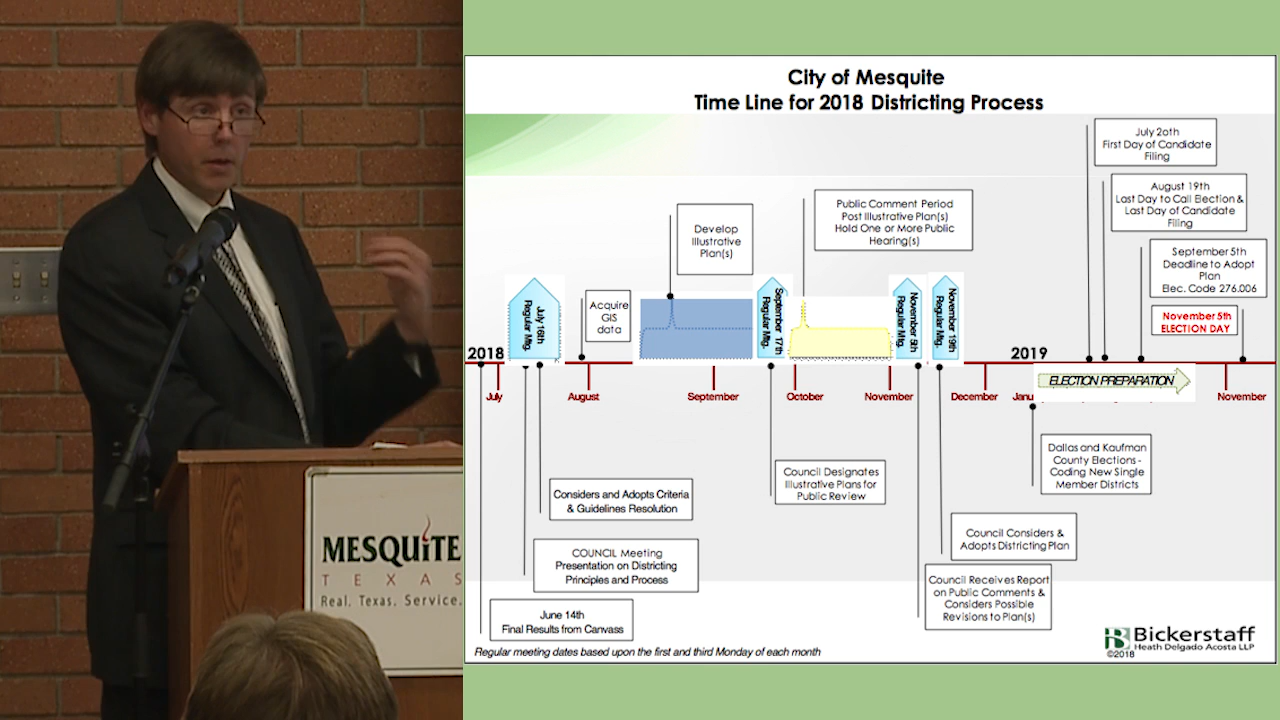 City of Mesquite
Time Line for 2018 Districting Process
July 2oth
First Day of Candidate
Filing
August 19th
Last Day to Call Election &
Last Day of Candidate
Filing
Public Comment Period
Post Illustrative Plan(s)
Hold One or More Public
Hearing(s)
Develop
Illustrative
Plan(s)
September 5th
Deadline to Adopt
Plan
Elec. Code 276.006
November 5th
ELECTION DAY
July 16th
Regular Mtg.
Acquire
GIS
data
September 17th
Regular Mtg.
November 5th
Regular Mtg.
November 19th
Regular Mtg.
2018
2019
ELECTION PREPARATION
July
August
September
October
November
December
Janu
November
Dallas and Kaufman
County Elections -
Coding New Single
Member Districts
Council Designates
Illustrative Plans for
Public Review
Considers and Adopts Criteria
& Guidelines Resolution
Council Considers &
Adopts Districting Plan
COUNCIL Meeting
Presentation on Districting
Principles and Process
Council Receives Report
on Public Comments &
Considers Possible
Revisions to Plan(s)
June 14th
Final Results from Canvass
Regular meeting dates based upon the first and third Monday of each month
Bickerstaff
Heath Delgado Acosta LLP
©2018
MESQUiTE
TEXAS
Real. Texas. Service.